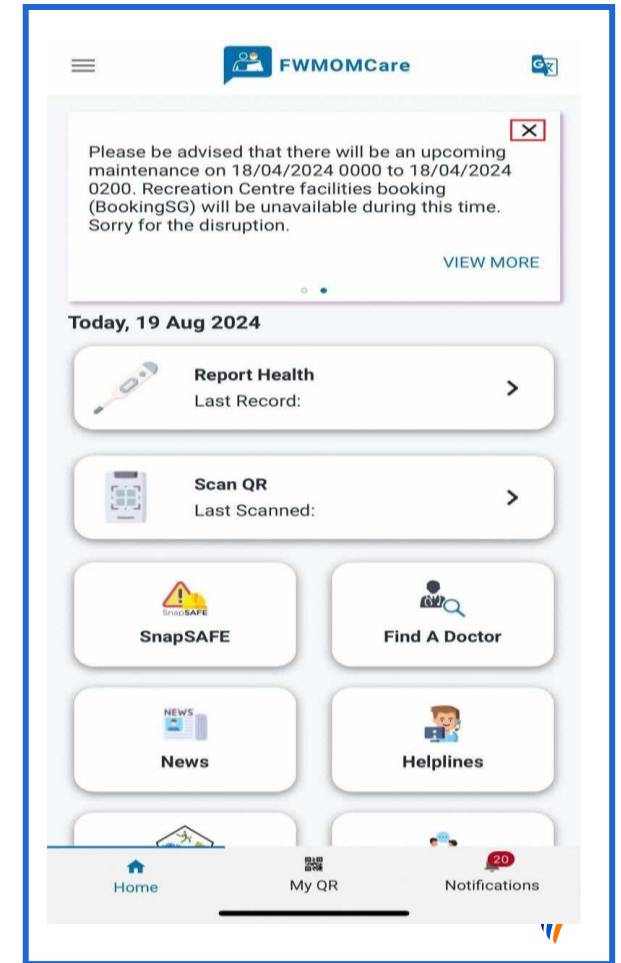 FWMOMCare
Please be advised that there will be an upcoming
maintenance on 18/04/2024 0000 to 18/04/2024
0200. Recreation Centre facilities booking
(BookingSG) will be unavailable during this time.
Sorry for the disruption.
VIEW MORE
Today, 19 Aug 2024
Report Health
Last Record:
Scan QR
Last Scanned:
SnapSAFE
SnapSAFE
Find A Doctor
NEWS
News
Helplines
20
Home
My QR
Notifications